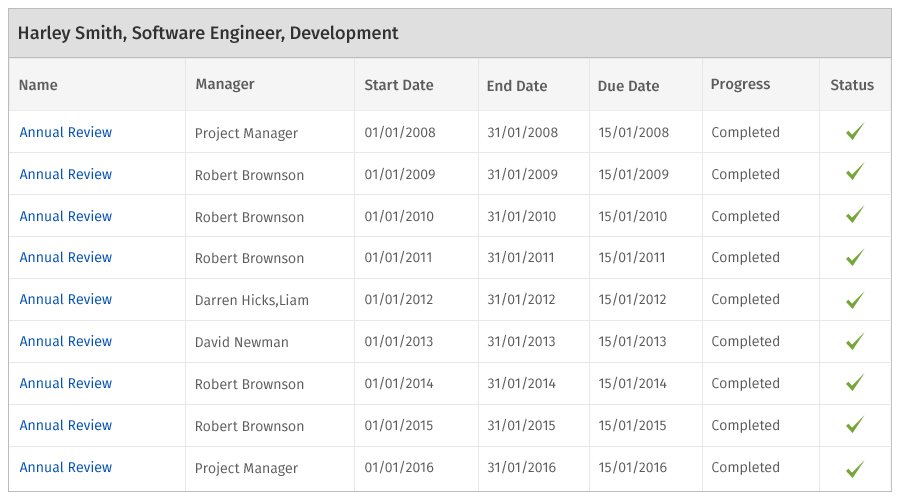 Harley Smith, Software Engineer, Development
Name Manager Start Date End Date Due Date Progress Status
Annual Review Project Manager 01/01/2008 31/01/2008 15/01/2008 Completed
Annual Review Robert Brownson 01/01/2009 31/01/2009 15/01/2009 Completed
Annual Review Robert Brownson 01/01/2010 31/01/2010 15/01/2010 Completed
Annual Review Robert Brownson 01/01/2011 31/01/2011 15/01/2011 Completed
Annual Review Darren Hicks,Liam 01/01/2012 31/01/2012 15/01/2012 Completed
Annual Review David Newman 01/01/2013 31/01/2013 15/01/2013 Completed
Annual Review Robert Brownson 01/01/2014 31/01/2014 15/01/2014 Completed
Annual Review Robert Brownson 01/01/2015 31/01/2015 15/01/2015 Completed
Annual Review Project Manager 01/01/2016 31/01/2016 15/01/2016 Completed